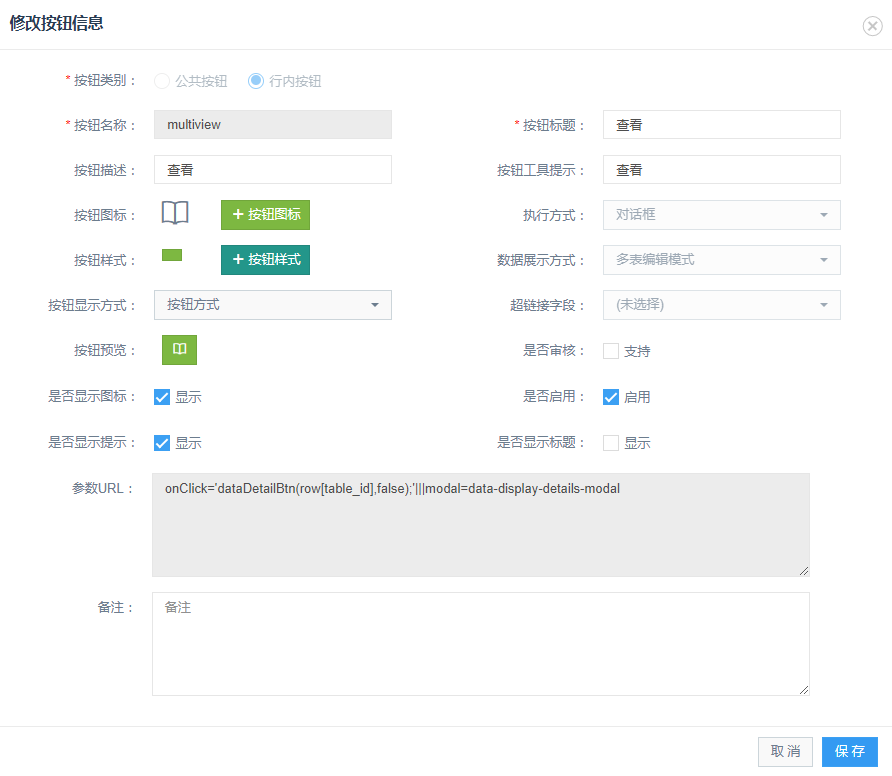 修改按钮信息
* 按钮类别： 公共按钮 行内按钮
* 按钮名称： multiview * 按钮标题： 查看
按钮描述： 查看 按钮工具提示： 查看
按钮图标： + 按钮图标 执行方式： 对话框
按钮样式： + 按钮样式 数据展示方式： 多表编辑模式
按钮显示方式： 按钮方式 超链接字段： (未选择)
按钮预览： 是否审核： 支持
是否显示图标： 显示 是否启用： 启用
是否显示提示： 显示 是否显示标题： 显示
参数URL： onClick='dataDetailBtn(row[table_id],false);'|||modal=data-display-details-modal
备注： 备注
取消 保存